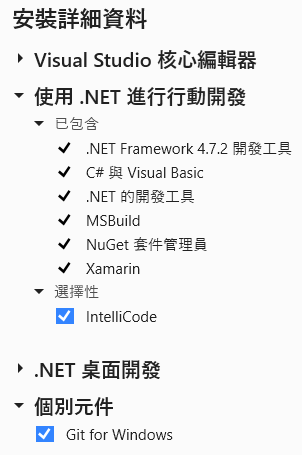 安裝詳細資料
Visual Studio 核心編輯器
使用 .NET 進行行動開發
已包含
.NET Framework 4.7.2 開發工具
C# 與 Visual Basic
.NET 的開發工具
MSBuild
NuGet 套件管理員
Xamarin
選擇性
IntelliCode
.NET 桌面開發
個別元件
Git for Windows